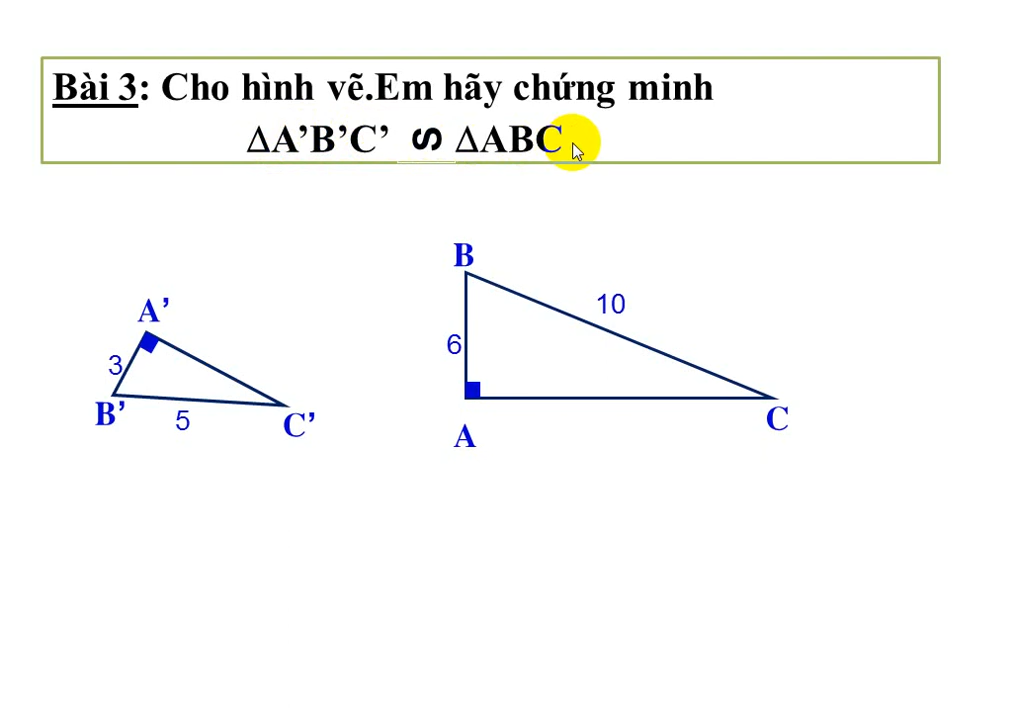 Bài 3: Cho hình vẽ.Em hãy chứng minh
ΔA’B’C’ ∽ ΔABC
B
A’
10
3
6
B’
5
C’
A
C